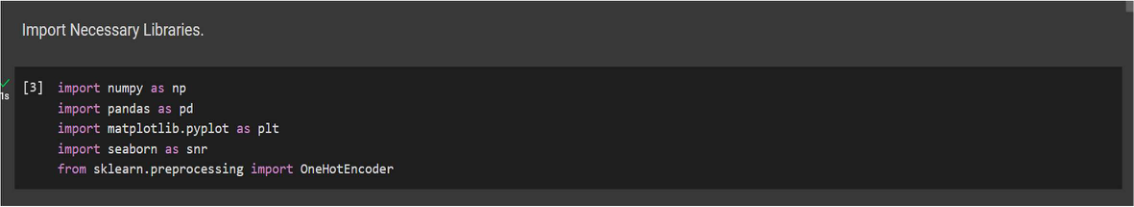 Import Necessary Libraries.
[3] import numpy as np
1s
import pandas as pd
import matplotlib.pyplot as plt
import seaborn as snr
from sklearn.preprocessing import OneHotEncoder